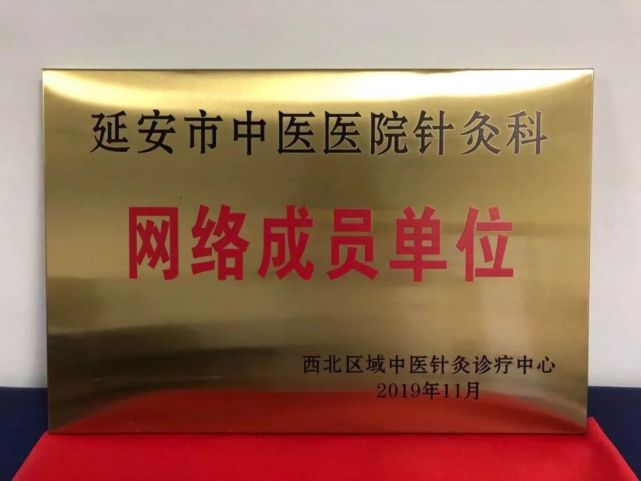 延安市中医医院针灸科
网络成员单位
西北区域中医针灸诊疗中心
2019年11月